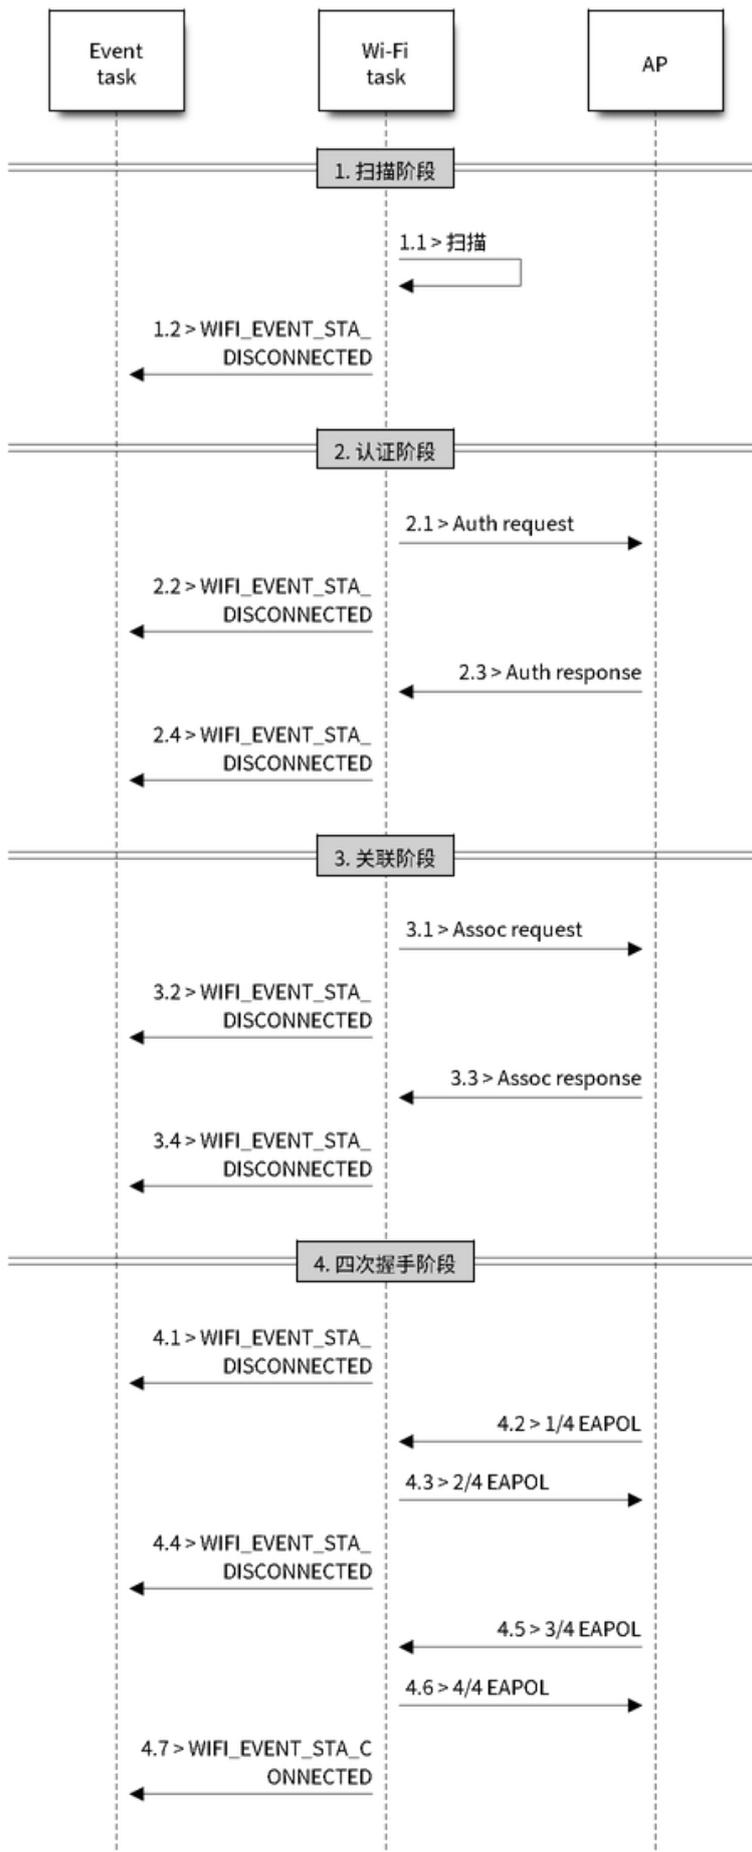 Event
task
Wi-Fi
task
AP
1. 扫描阶段
1.1 > 扫描
1.2 > WIFI_EVENT_STA_
DISCONNECTED
2. 认证阶段
2.1 > Auth request
2.2 > WIFI_EVENT_STA_
DISCONNECTED
2.3 > Auth response
2.4 > WIFI_EVENT_STA_
DISCONNECTED
3. 关联阶段
3.1 > Assoc request
3.2 > WIFI_EVENT_STA_
DISCONNECTED
3.3 > Assoc response
3.4 > WIFI_EVENT_STA_
DISCONNECTED
4. 四次握手阶段
4.1 > WIFI_EVENT_STA_
DISCONNECTED
4.2 > 1/4 EAPOL
4.3 > 2/4 EAPOL
4.4 > WIFI_EVENT_STA_
DISCONNECTED
4.5 > 3/4 EAPOL
4.6 > 4/4 EAPOL
4.7 > WIFI_EVENT_STA_C
ONNECTED